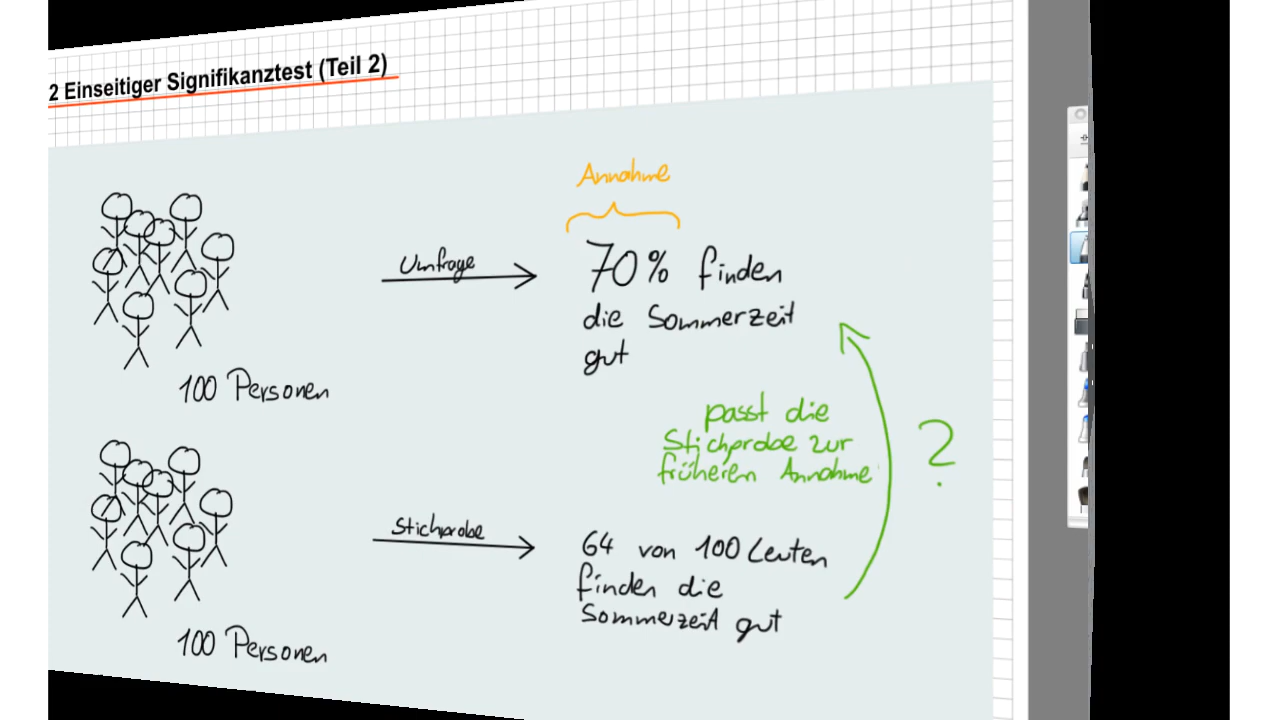 2 Einseitiger Signifikanztest (Teil 2)
Annahme
Umfrage
70% finden
die Sommerzeit
gut
100 Personen
passt die
Stichprobe zur
früheren Annahme
?
Stichprobe
64 von 100 Leuten
finden die
Sommerzeit gut
100 Personen